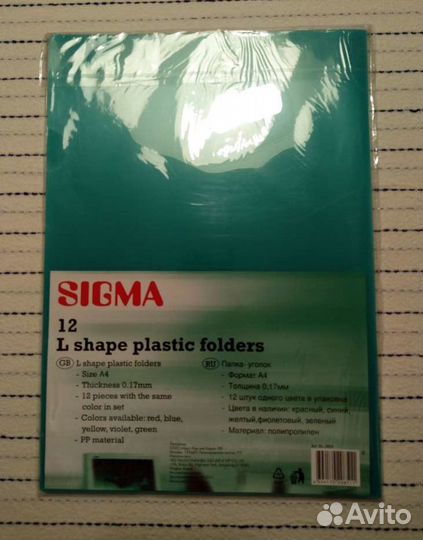 SIGMA
12
L shape plastic folders
GB L shape plastic folders
- Size A4
- Thickness 0.17mm
- 12 pieces with the same
color in set
- Colors available: red, blue,
yellow, violet, green
- PP material
RU Папка- уголок
- Формат А4
- Толщина 0,17мм
- 12 штук одного цвета в упаковке
- Цвета в наличии: красный, синий,
желтый,фиолетовый, зеленый
- Материал: полипропилен
Avito